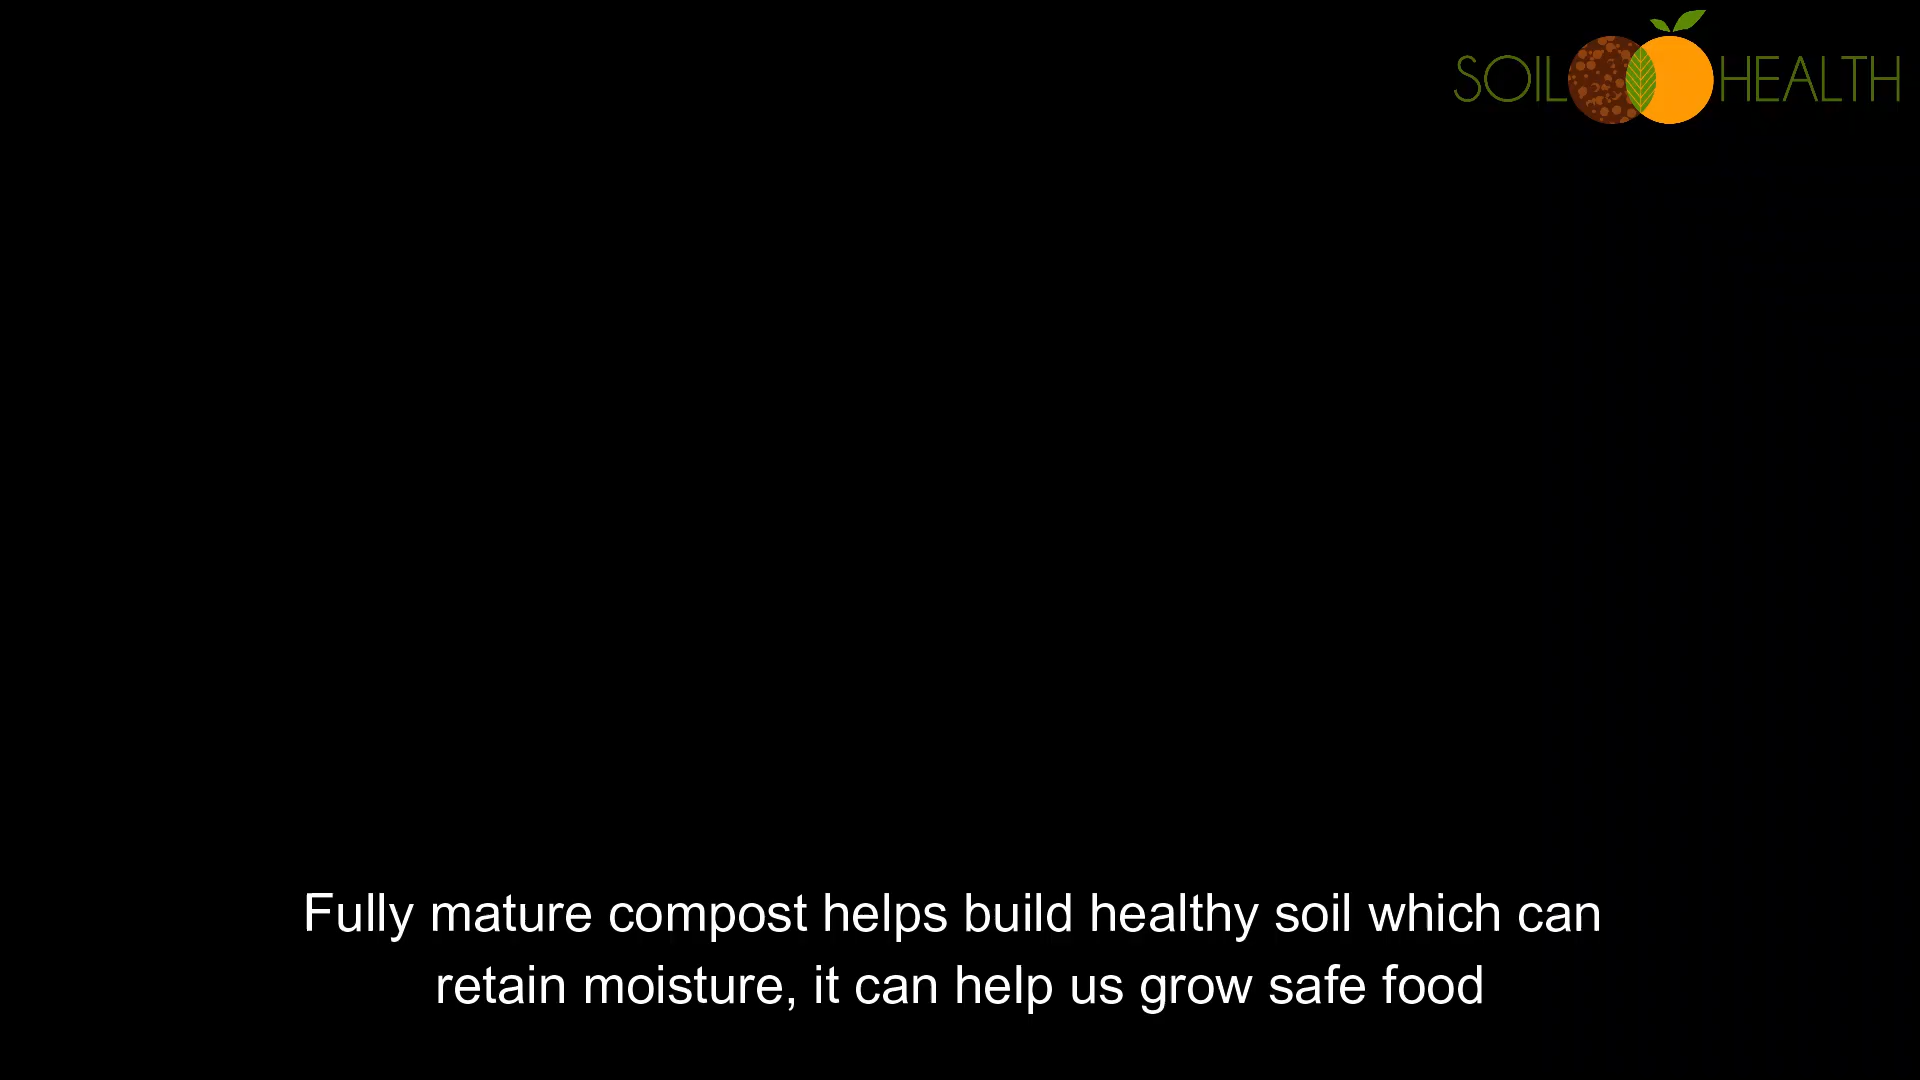 SOIL HEALTH
Fully mature compost helps build healthy soil which can
retain moisture, it can help us grow safe food